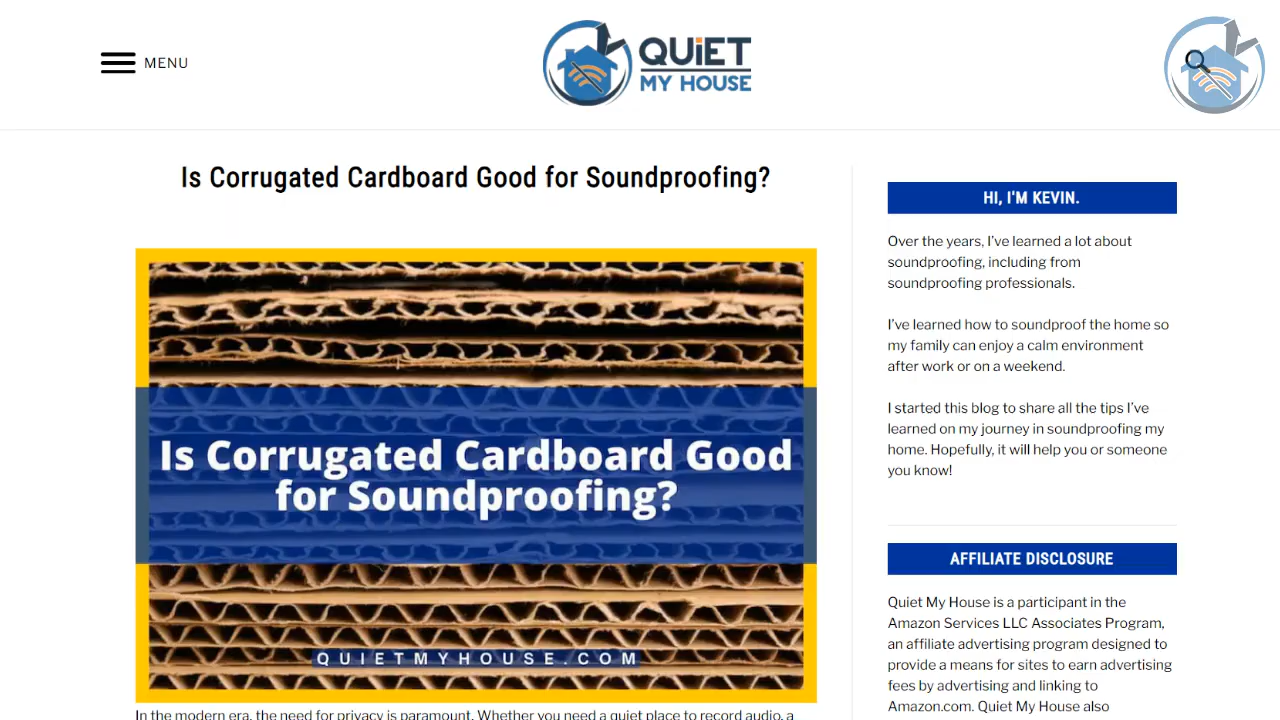 MENU
QUiET
MY HOUSE
Is Corrugated Cardboard Good for Soundproofing?
Is Corrugated Cardboard Good
for Soundproofing?
QUIETMYHOUSE.COM
In the modern era, the need for privacy is paramount. Whether you need a quiet place to record audio, a
HI, I'M KEVIN.
Over the years, I’ve learned a lot about
soundproofing, including from
soundproofing professionals.
I’ve learned how to soundproof the home so
my family can enjoy a calm environment
after work or on a weekend.
I started this blog to share all the tips I’ve
learned on my journey in soundproofing my
home. Hopefully, it will help you or someone
you know!
AFFILIATE DISCLOSURE
Quiet My House is a participant in the
Amazon Services LLC Associates Program,
an affiliate advertising program designed to
provide a means for sites to earn advertising
fees by advertising and linking to
Amazon.com. Quiet My House also